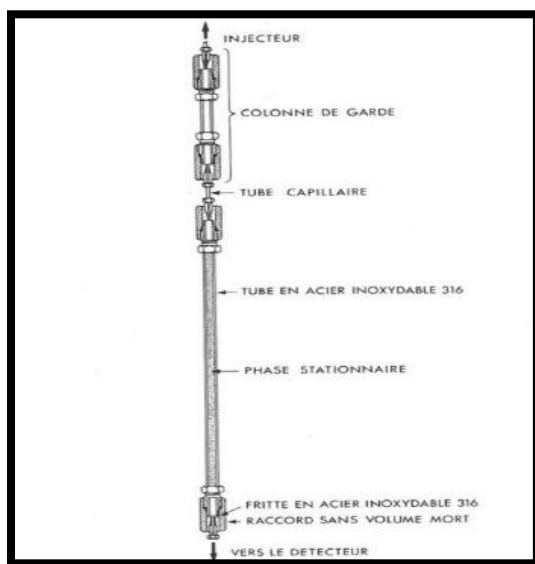 INJECTEUR
COLONNE DE GARDE
TUBE CAPILLAIRE
TUBE EN ACIER INOXYDABLE 316
PHASE STATIONNAIRE
FRITTE EN ACIER INOXYDABLE 316
RACCORD SANS VOLUME MORT
VERS LE DETECTEUR